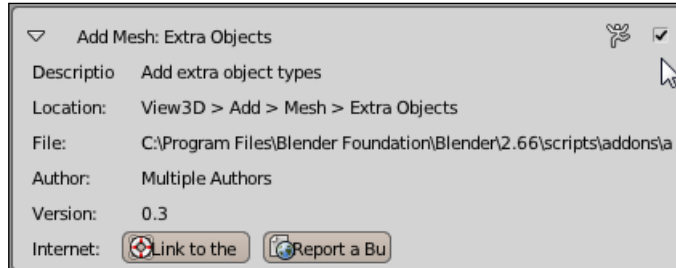 Add Mesh: Extra Objects
Descriptio Add extra object types
Location: View3D > Add > Mesh > Extra Objects
File: C:\Program Files\Blender Foundation\Blender\2.66\scripts\addons\a
Author: Multiple Authors
Version: 0.3
Internet: Link to the Report a Bu